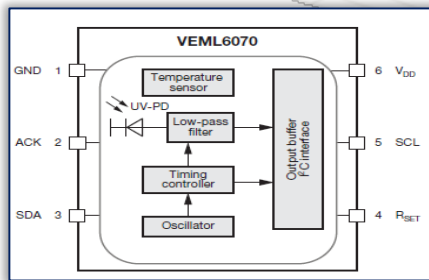 VEML6070
GND 1
6 VDD
Temperature
sensor
UV-PD
Low-pass
filter
ACK 2
5 SCL
Output buffer
I²C interface
Timing
controller
SDA 3
4 RSET
Oscillator